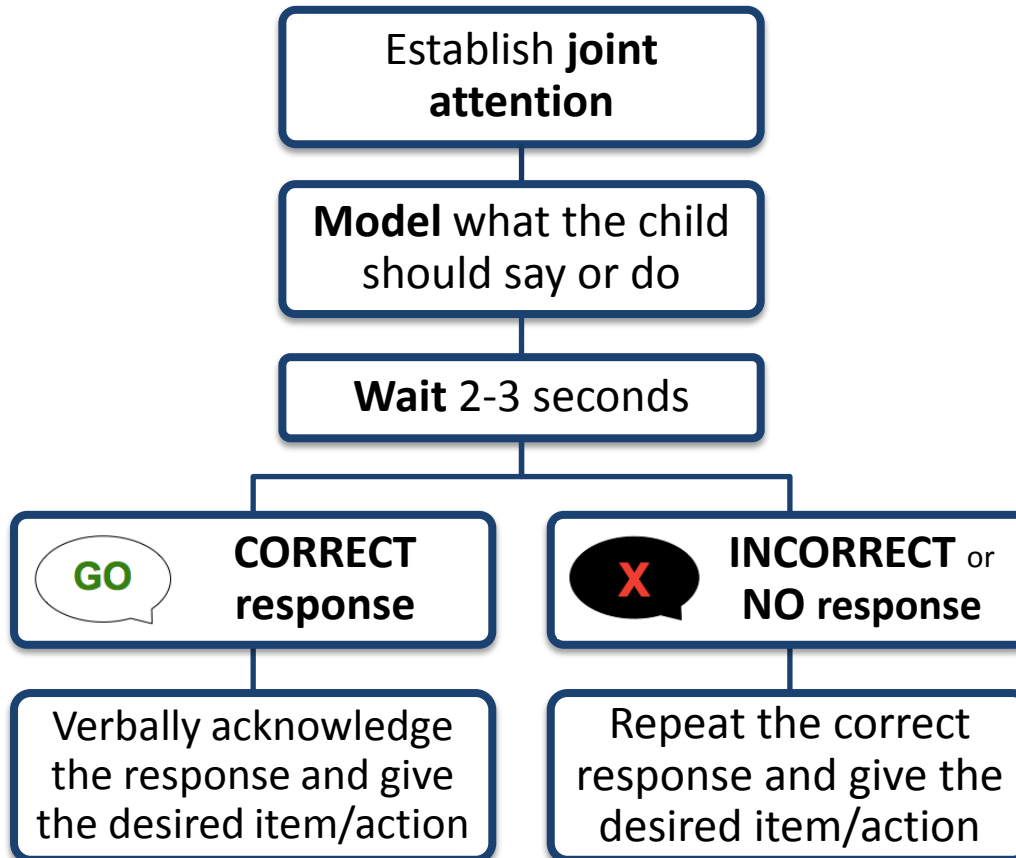 Establish joint
attention
Model what the child
should say or do
Wait 2-3 seconds
GO
CORRECT
response
X
INCORRECT or
NO response
Verbally acknowledge
the response and give
the desired item/action
Repeat the correct
response and give the
desired item/action